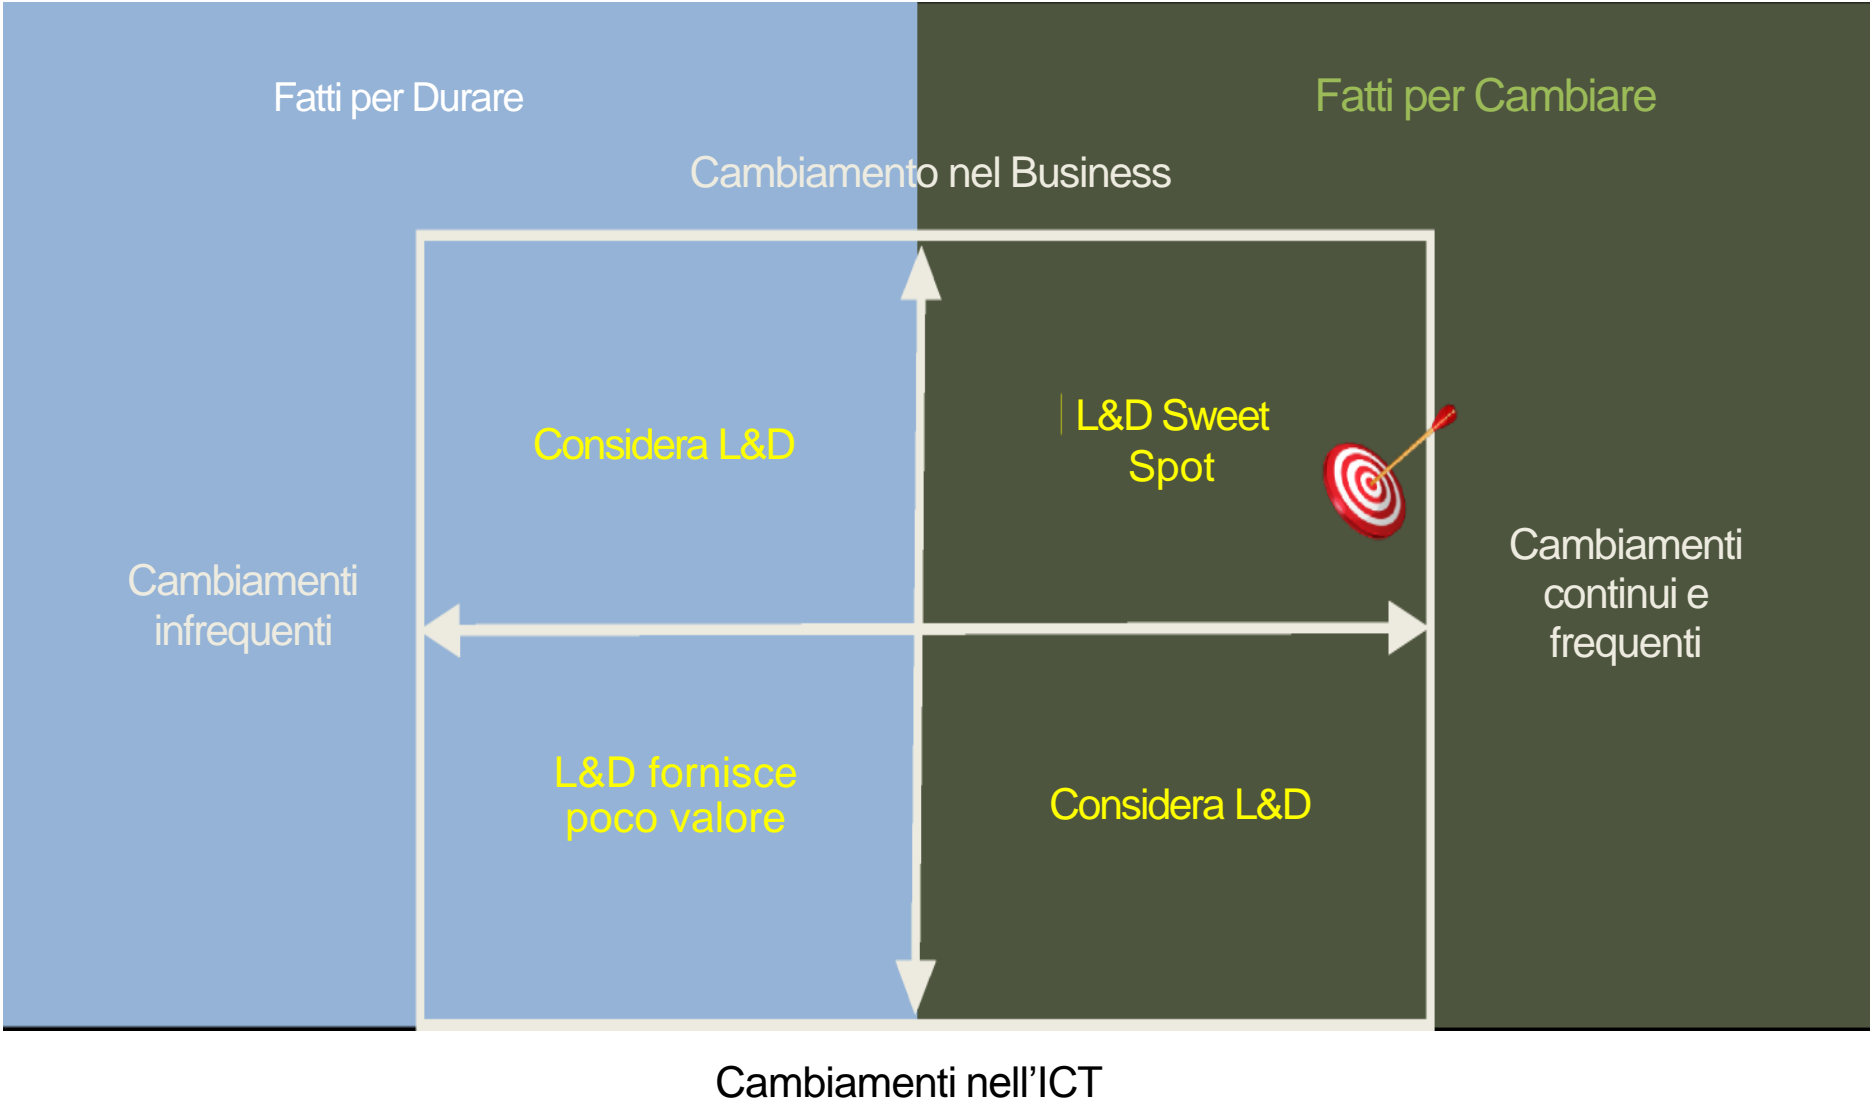 Fatti per Durare
Fatti per Cambiare
Cambiamento nel Business
Considera L&D
L&D Sweet
Spot
Cambiamenti
infrequenti
Cambiamenti
continui e
frequenti
L&D fornisce
poco valore
Considera L&D
Cambiamenti nell’ICT